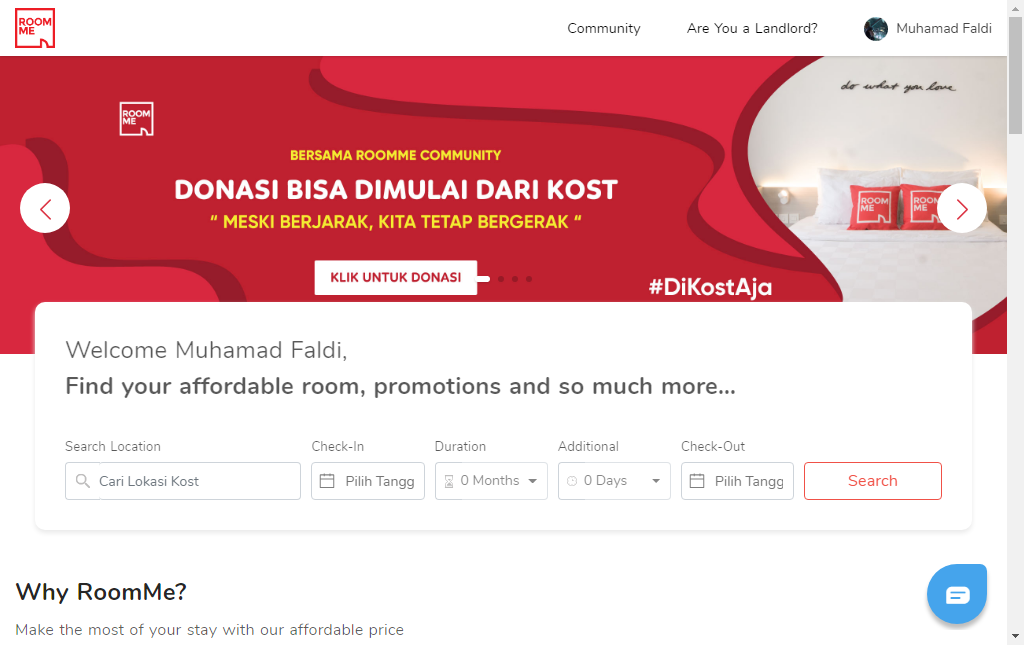 ROOM
ME
Community
Are You a Landlord?
Muhamad Faldi
do what you love
ROOM
ME
BERSAMA ROOMME COMMUNITY
DONASI BISA DIMULAI DARI KOST
“ MESKI BERJARAK, KITA TETAP BERGERAK “
ROOM
ME
ROOM
ME
KLIK UNTUK DONASI
#DiKostAja
Welcome Muhamad Faldi,
Find your affordable room, promotions and so much more...
Search Location
Check-In
Duration
Additional
Check-Out
Cari Lokasi Kost
Pilih Tangg
0 Months
0 Days
Pilih Tangg
Search
Why RoomMe?
Make the most of your stay with our affordable price